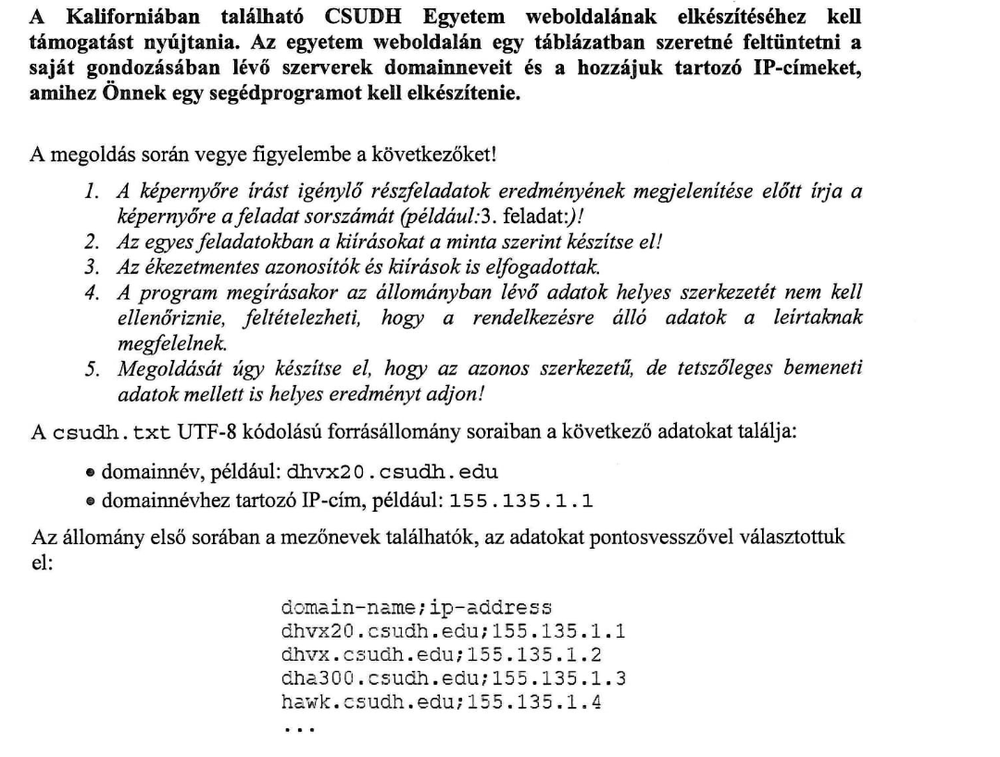 A Kaliforniában található CSUDH Egyetem weboldalának elkészítéséhez kell
támogatást nyújtania. Az egyetem weboldalán egy táblázatban szeretné feltüntetni a
saját gondozásában lévő szerverek domainneveit és a hozzájuk tartozó IP-címeket,
amihez Önnek egy segédprogramot kell elkészítenie.
A megoldás során vegye figyelembe a következőket!
1. A képernyőre írást igénylő részfeladatok eredményének megjelenítése előtt írja a
képernyőre a feladat sorszámát (például:3. feladat:)!
2. Az egyes feladatokban a kiírásokat a minta szerint készítse el!
3. Az ékezetmentes azonosítók és kiírások is elfogadottak.
4. A program megírásakor az állományban lévő adatok helyes szerkezetét nem kell
ellenőriznie, feltételezheti, hogy a rendelkezésre álló adatok a leírtaknak
megfelelnek.
5. Megoldását úgy készítse el, hogy az azonos szerkezetű, de tetszőleges bemeneti
adatok mellett is helyes eredményt adjon!
A csudh.txt UTF-8 kódolású forrásállomány soraiban a következő adatokat találja:
• domainnév, például: dhvx20.csudh.edu
• domainnévhez tartozó IP-cím, például: 155.135.1.1
Az állomány első sorában a mezőnevek találhatók, az adatokat pontosvesszővel választottuk
el:
domain-name;ip-address
dhvx20.csudh.edu;155.135.1.1
dhvx.csudh.edu;155.135.1.2
dha300.csudh.edu;155.135.1.3
hawk.csudh.edu;155.135.1.4
...